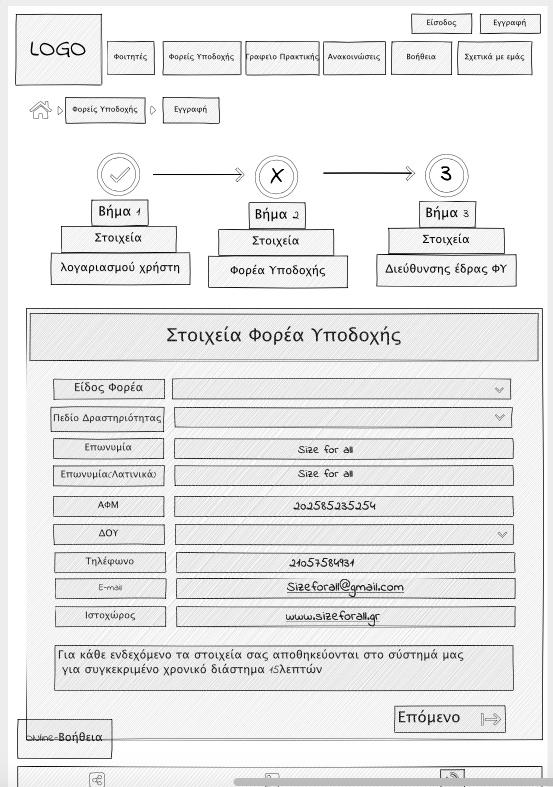 Είσοδος Εγγραφή
LOGO
Φοιτητές Φορείς Υποδοχής Γραφείο Πρακτικής Ανακοινώσεις Βοήθεια Σχετικά με εμάς
Φορείς Υποδοχής Εγγραφή
X 3
Βήμα 1 Βήμα 2 Βήμα 3
Στοιχεία Στοιχεία Στοιχεία
λογαριασμού χρήστη Φορέα Υποδοχής Διεύθυνσης έδρας ΦΥ
Στοιχεία Φορέα Υποδοχής
Είδος Φορέα
Πεδίο Δραστηριότητας
Επωνυμία Size for all
Επωνυμία(Λατινικά) Size for all
ΑΦΜ 202585235254
ΔΟΥ
Τηλέφωνο 21057584931
E-mail Sizeforall@gmail.com
Ιστοχώρος www.sizeforall.gr
Για κάθε ενδεχόμενο τα στοιχεία σας αποθηκεύονται στο σύστημά μας
για συγκεκριμένο χρονικό διάστημα 15λεπτών
Επόμενο
Online-Βοήθεια